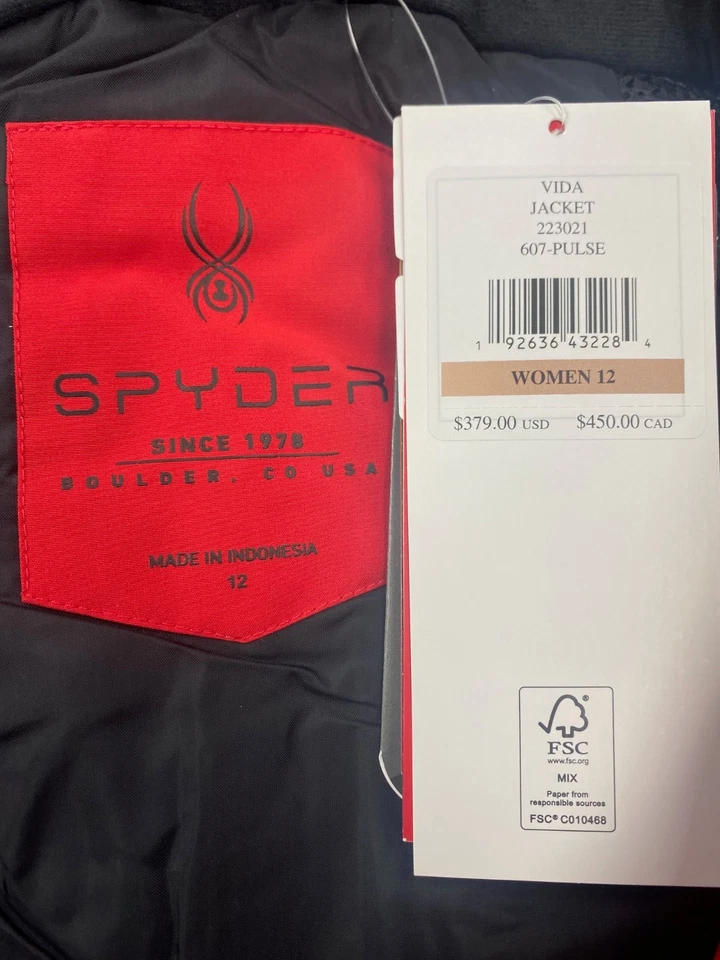 SPYDER
SINCE 1978
BOULDER, CO USA
MADE IN INDONESIA
12
VIDA
JACKET
223021
607-PULSE
1 92636 43228 4
WOMEN 12
$379.00 USD $450.00 CAD
FSC®
www.fsc.org
MIX
Paper from
responsible sources
FSC® C010468